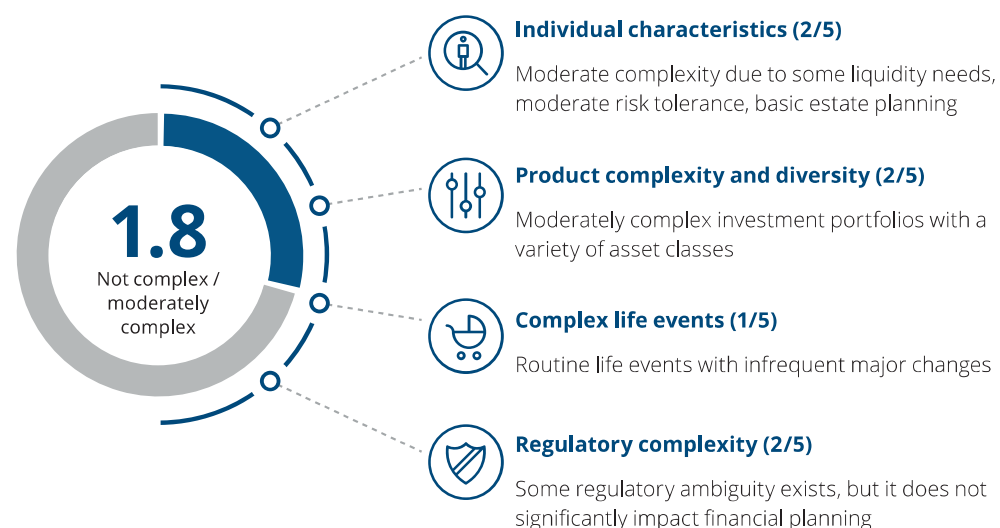 1.8
Not complex /
moderately
complex
Individual characteristics (2/5)
Moderate complexity due to some liquidity needs,
moderate risk tolerance, basic estate planning
Product complexity and diversity (2/5)
Moderately complex investment portfolios with a
variety of asset classes
Complex life events (1/5)
Routine life events with infrequent major changes
Regulatory complexity (2/5)
Some regulatory ambiguity exists, but it does not
significantly impact financial planning